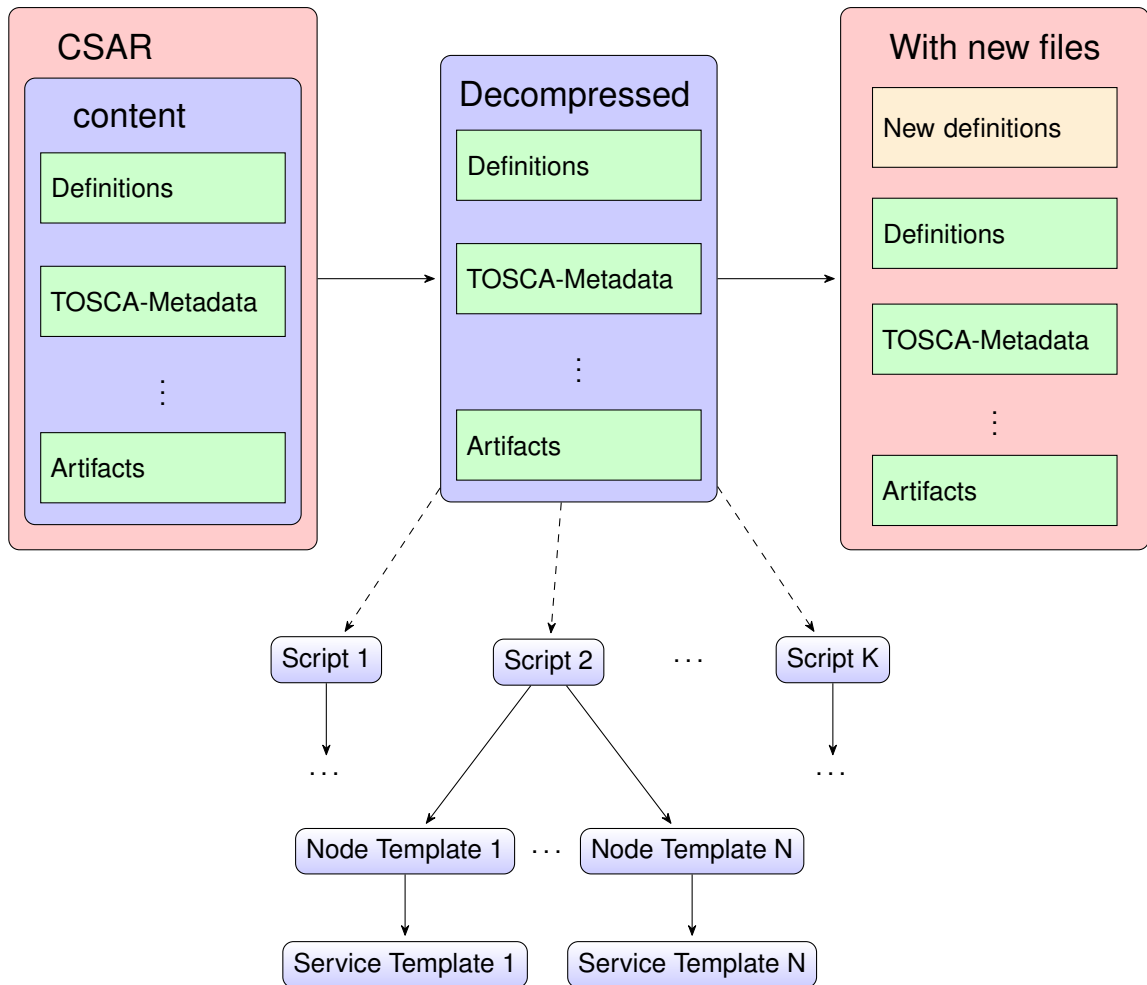 CSAR
content
Definitions
TOSCA-Metadata
⋮
Artifacts
Decompressed
Definitions
TOSCA-Metadata
⋮
Artifacts
With new files
New definitions
Definitions
TOSCA-Metadata
⋮
Artifacts
Script 1
Script 2
. . .
Script K
. . .
. . .
Node Template 1
. . .
Node Template N
Service Template 1
Service Template N